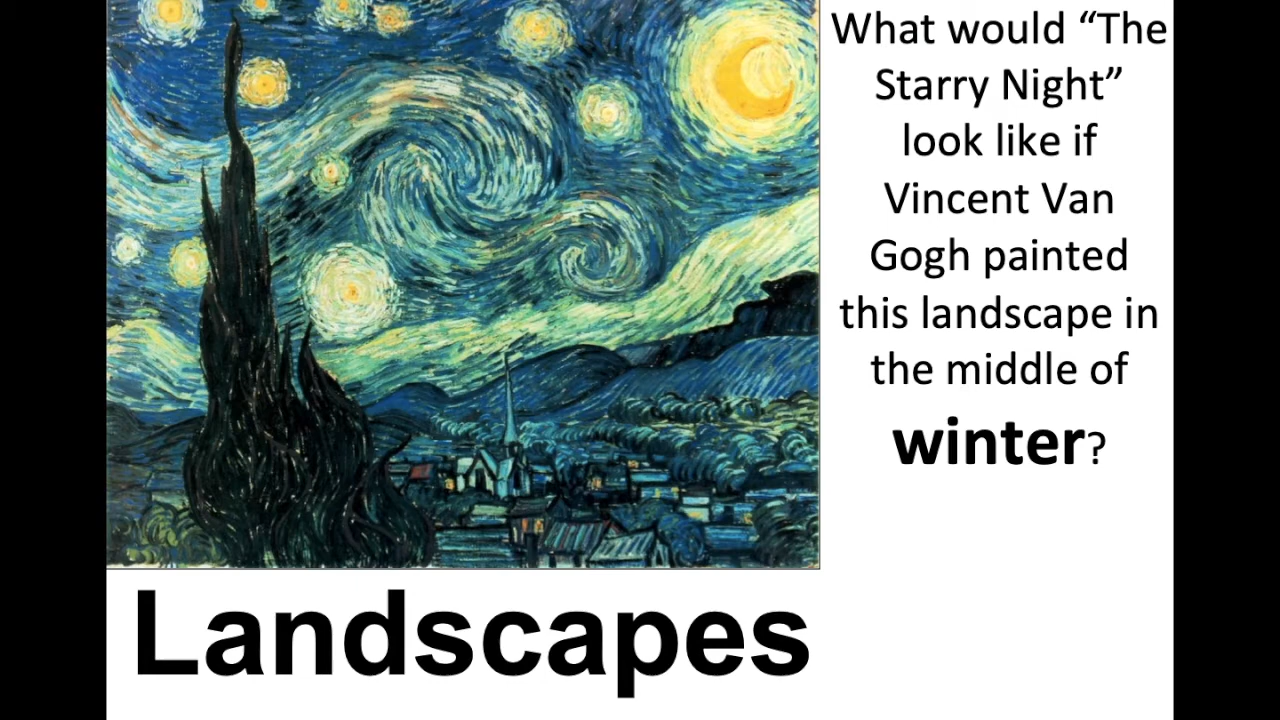 What would “The
Starry Night”
look like if
Vincent Van
Gogh painted
this landscape in
the middle of
winter?
Landscapes